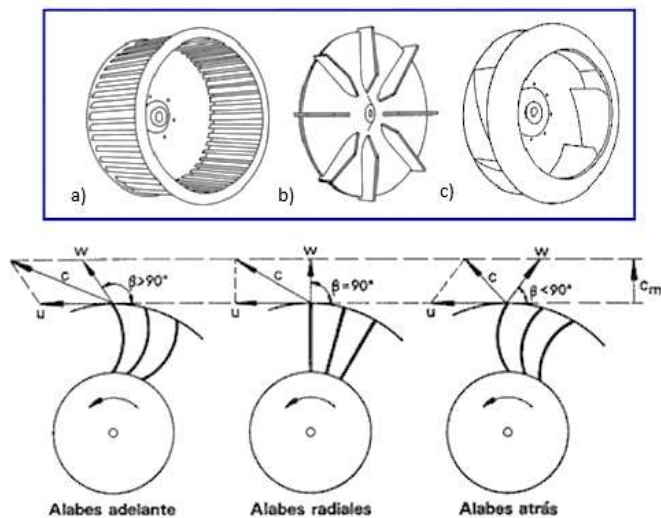 a)
b)
c)
w
c
β>90°
u
w
c
β=90°
u
w
c
β<90°
u
cm
Alabes adelante
Alabes radiales
Alabes atrás